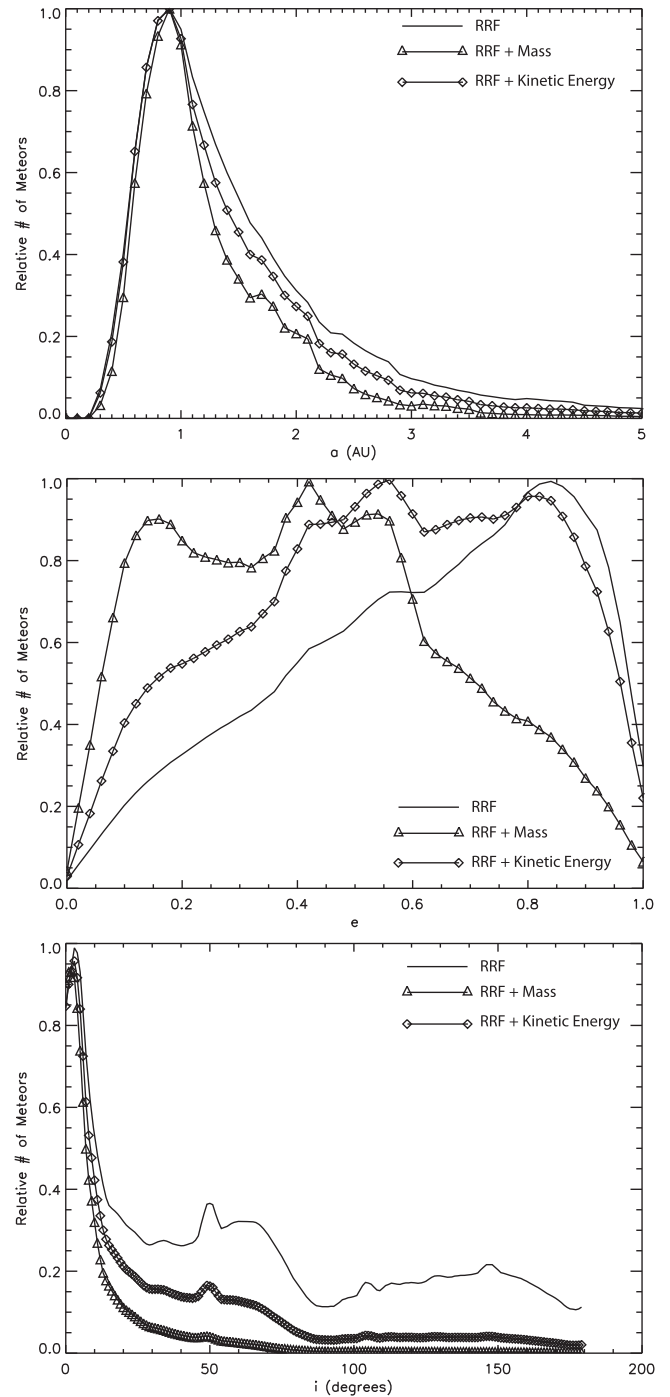 1.0
0.8
0.6
0.4
0.2
0.0
Relative # of Meteors
RRF
RRF + Mass
RRF + Kinetic Energy
0 1 2 3 4 5
a (AU)
1.0
0.8
0.6
0.4
0.2
0.0
Relative # of Meteors
RRF
RRF + Mass
RRF + Kinetic Energy
0.0 0.2 0.4 0.6 0.8 1.0
e
1.0
0.8
0.6
0.4
0.2
0.0
Relative # of Meteors
RRF
RRF + Mass
RRF + Kinetic Energy
0 50 100 150 200
i (degrees)